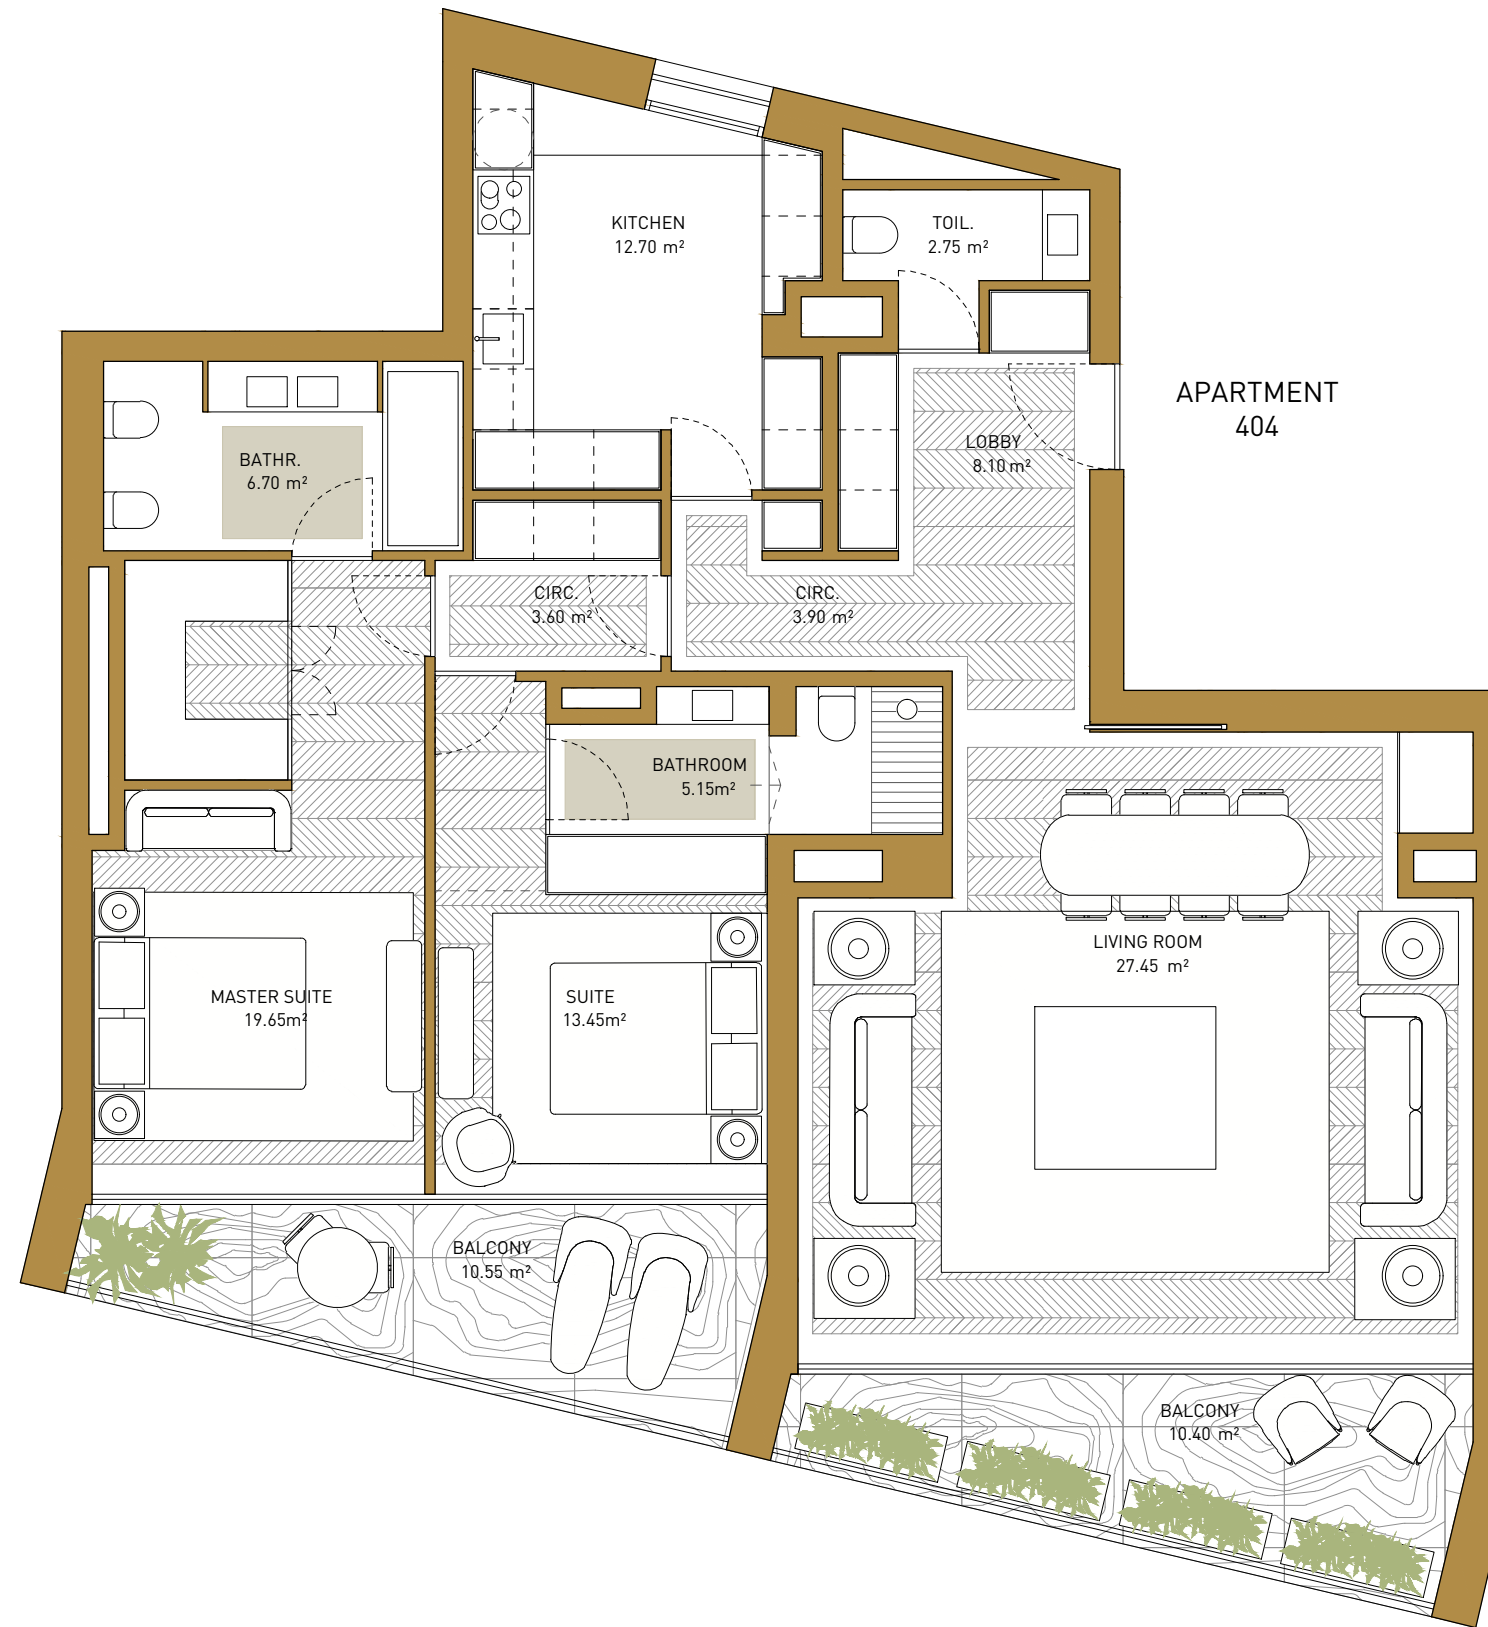 KITCHEN
12.70 m²
TOIL.
2.75 m²
APARTMENT
404
LOBBY
8.10 m²
BATHR.
6.70 m²
CIRC.
3.60 m²
CIRC.
3.90 m²
BATHROOM
5.15m²
LIVING ROOM
27.45 m²
MASTER SUITE
19.65m²
SUITE
13.45m²
BALCONY
10.55 m²
BALCONY
10.40 m²